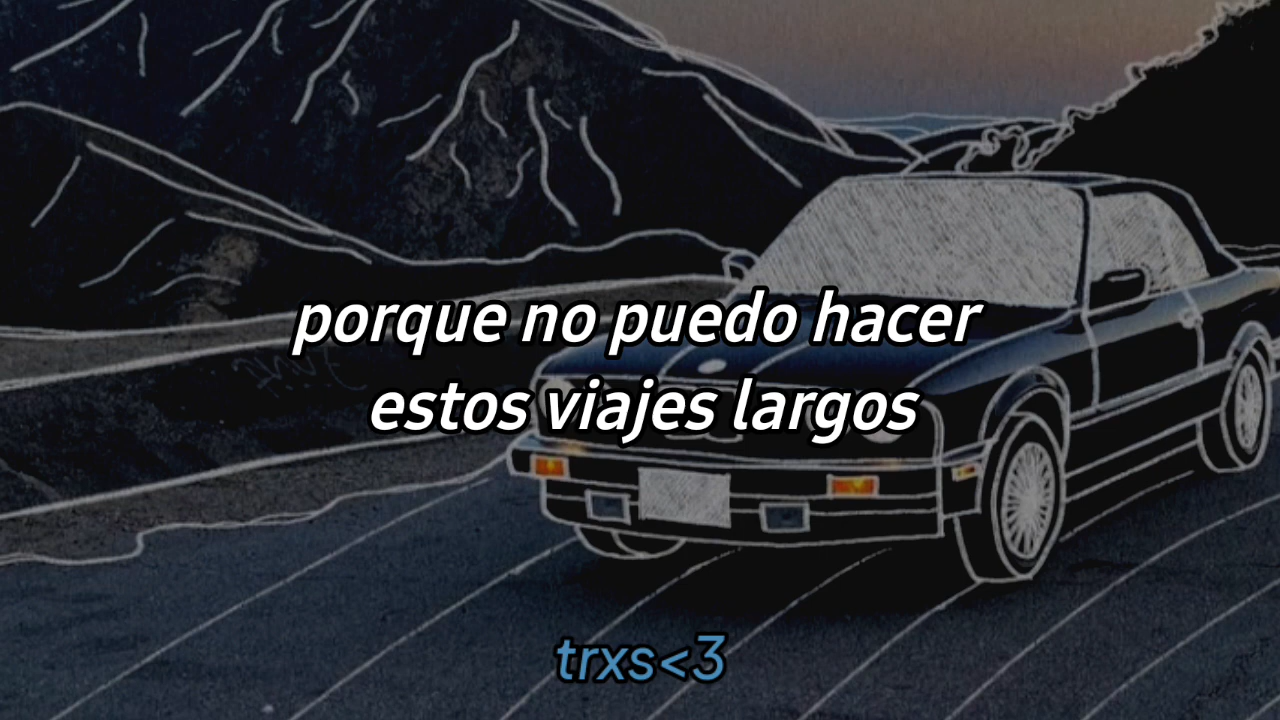 porque no puedo hacer
estos viajes largos
trxs<3